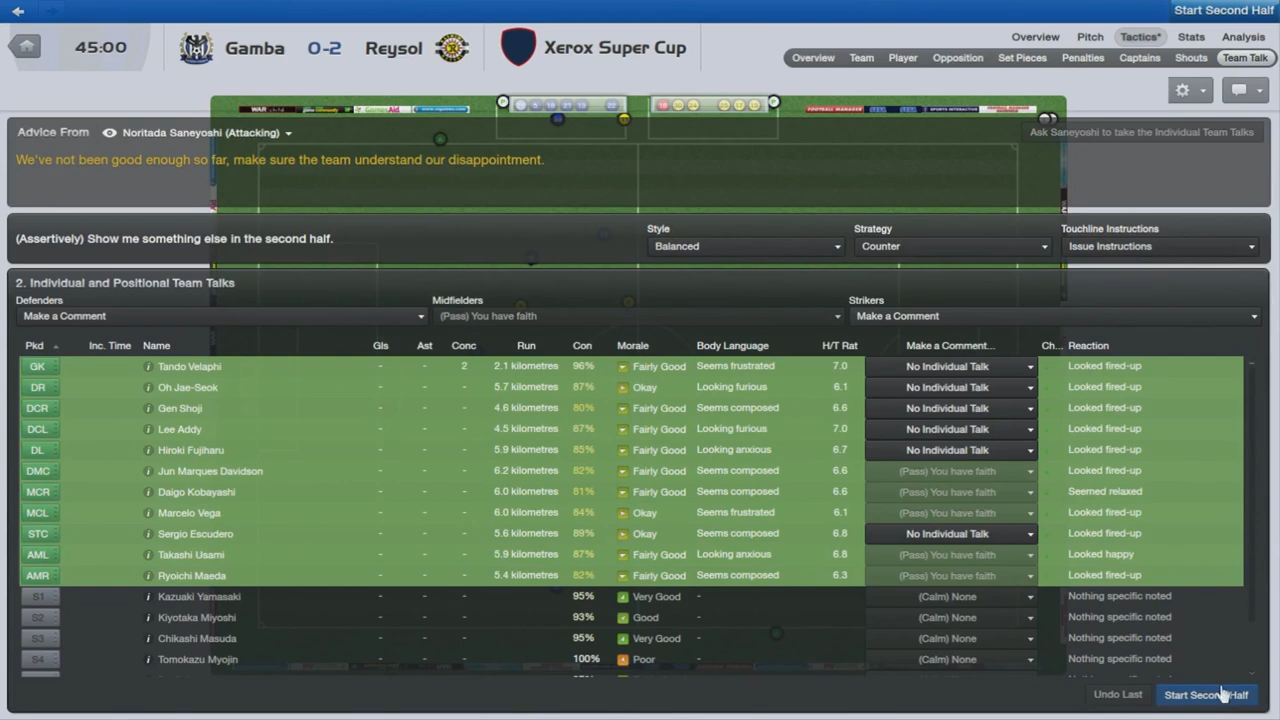 Start Second Half
45:00
Gamba 0-2 Reysol
Xerox Super Cup
Overview Pitch Tactics* Stats Analysis
Overview Team Player Opposition Set Pieces Penalties Captains Shouts Team Talk
Advice From Noritada Saneyoshi (Attacking)
Ask Saneyoshi to take the Individual Team Talks
We've not been good enough so far, make sure the team understand our disappointment.
Style Strategy Touchline Instructions
(Assertively) Show me something else in the second half.
Balanced Counter Issue Instructions
2. Individual and Positional Team Talks
Defenders Midfielders Strikers
Make a Comment (Pass) You have faith Make a Comment
Pkd Inc. Time Name Gls Ast Conc Run Con Morale Body Language H/T Rat Make a Comment... Ch... Reaction
GK Tando Velaphi - - 2 2.1 kilometres 96% Fairly Good Seems frustrated 7.0 No Individual Talk Looked fired-up
DR Oh Jae-Seok - - - 5.7 kilometres 87% Okay Looking furious 6.1 No Individual Talk Looked fired-up
DCR Gen Shoji - - - 4.6 kilometres 80% Fairly Good Seems composed 6.6 No Individual Talk Looked fired-up
DCL Lee Addy - - - 4.5 kilometres 87% Fairly Good Looking furious 7.0 No Individual Talk Looked fired-up
DL Hiroki Fujiharu - - - 5.9 kilometres 85% Fairly Good Looking anxious 6.7 No Individual Talk Looked fired-up
DMC Jun Marques Davidson - - - 6.2 kilometres 82% Fairly Good Seems composed 6.6 (Pass) You have faith Looked fired-up
MCR Daigo Kobayashi - - - 6.0 kilometres 81% Fairly Good Seems composed 6.6 (Pass) You have faith Seemed relaxed
MCL Marcelo Vega - - - 6.0 kilometres 84% Okay Seems frustrated 6.1 (Pass) You have faith Looked fired-up
STC Sergio Escudero - - - 5.6 kilometres 89% Okay Seems composed 6.8 No Individual Talk Looked fired-up
AML Takashi Usami - - - 5.9 kilometres 87% Fairly Good Looking anxious 6.8 (Pass) You have faith Looked happy
AMR Ryoichi Maeda - - - 5.4 kilometres 82% Fairly Good Seems composed 6.3 (Pass) You have faith Looked fired-up
S1 Kazuaki Yamasaki 95% Very Good - (Calm) None Nothing specific noted
S2 Kiyotaka Miyoshi 93% Good - (Calm) None Nothing specific noted
S3 Chikashi Masuda 95% Very Good - (Calm) None Nothing specific noted
S4 Tomokazu Myojin 100% Poor - (Calm) None Nothing specific noted
Undo Last Start Second Half